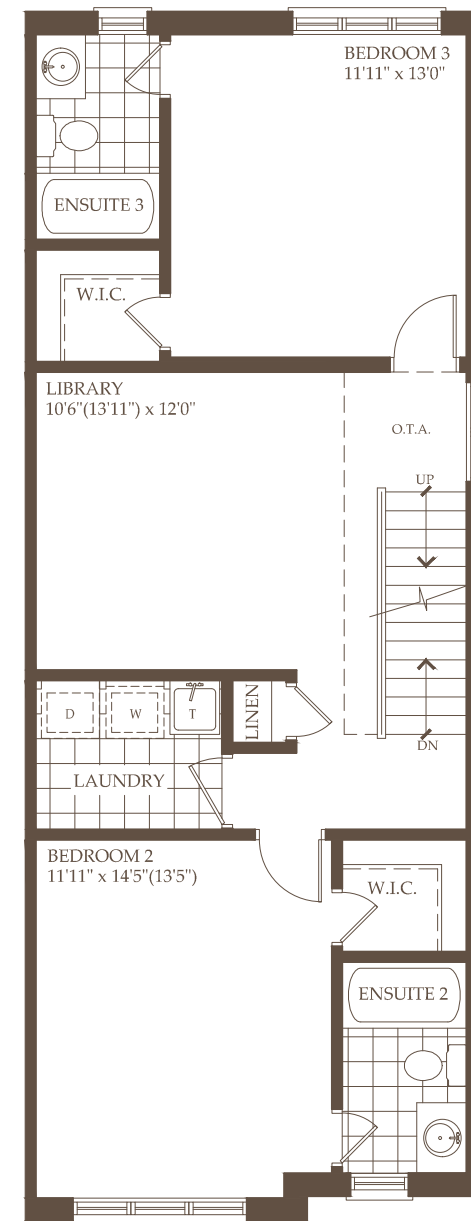 BEDROOM 3
11'11" x 13'0"
ENSUITE 3
W.I.C.
LIBRARY
10'6"(13'11") x 12'0"
O.T.A.
UP
D
W
T
LINEN
DN
LAUNDRY
BEDROOM 2
11'11" x 14'5"(13'5")
W.I.C.
ENSUITE 2